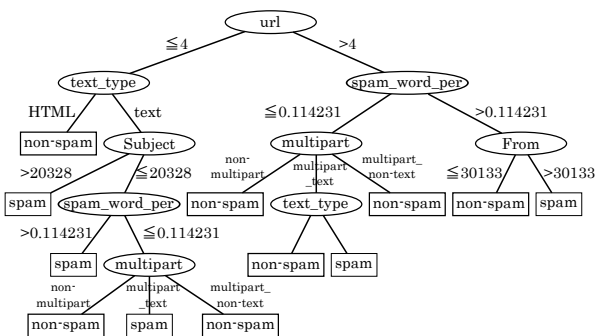 url
≦4
>4
text_type
spam_word_per
HTML
text
≦0.114231
>0.114231
non-spam
Subject
multipart
From
>20328
≦20328
non-
multipart
multipart
_text
multipart_
non-text
≦30133
>30133
spam
spam_word_per
non-spam
text_type
non-spam
non-spam
spam
>0.114231
≦0.114231
spam
multipart
non-spam
spam
non-
multipart
multipart
_text
multipart_
non-text
non-spam
spam
non-spam